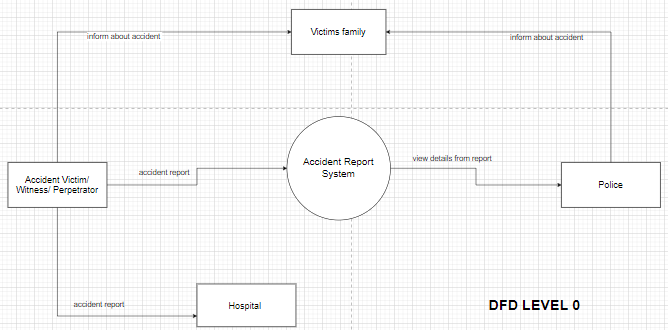 Victims family
inform about accident
inform about accident
Accident Report
System
view details from report
accident report
Accident Victim/
Witness/ Perpetrator
Police
accident report
Hospital
DFD LEVEL 0